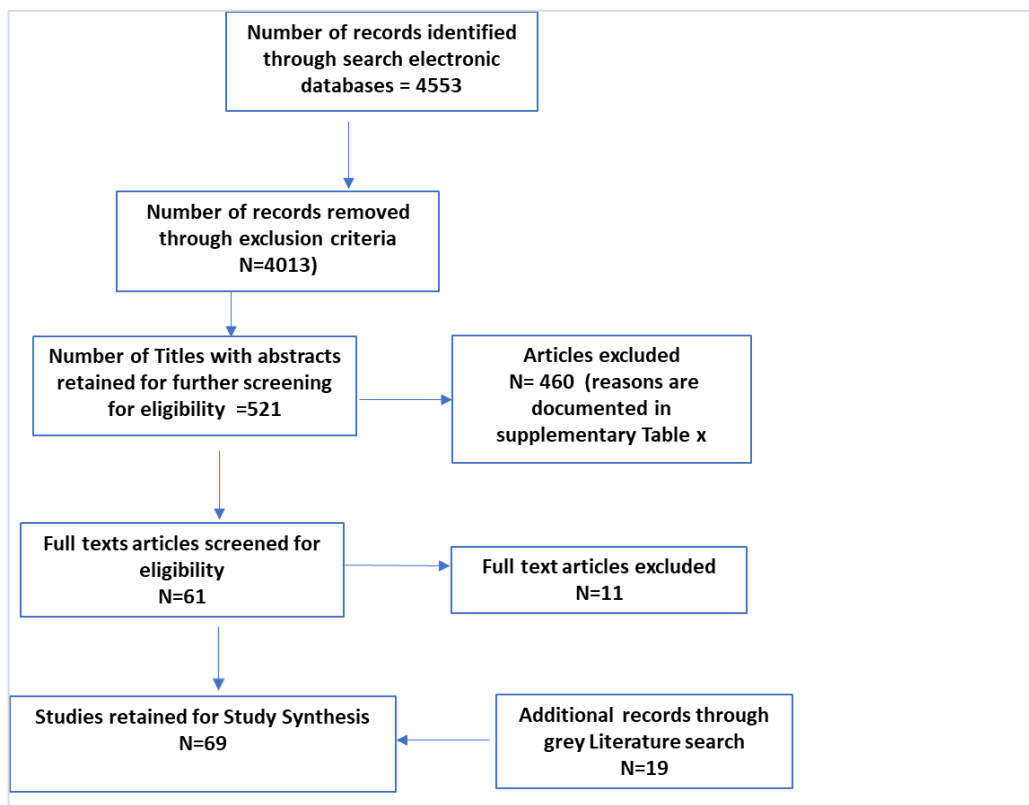 Number of records identified
through search electronic
databases = 4553
Number of records removed
through exclusion criteria
N=4013)
Number of Titles with abstracts
retained for further screening
for eligibility =521
Articles excluded
N= 460 (reasons are
documented in
supplementary Table x
Full texts articles screened for
eligibility
N=61
Full text articles excluded
N=11
Studies retained for Study Synthesis
N=69
Additional records through
grey Literature search
N=19